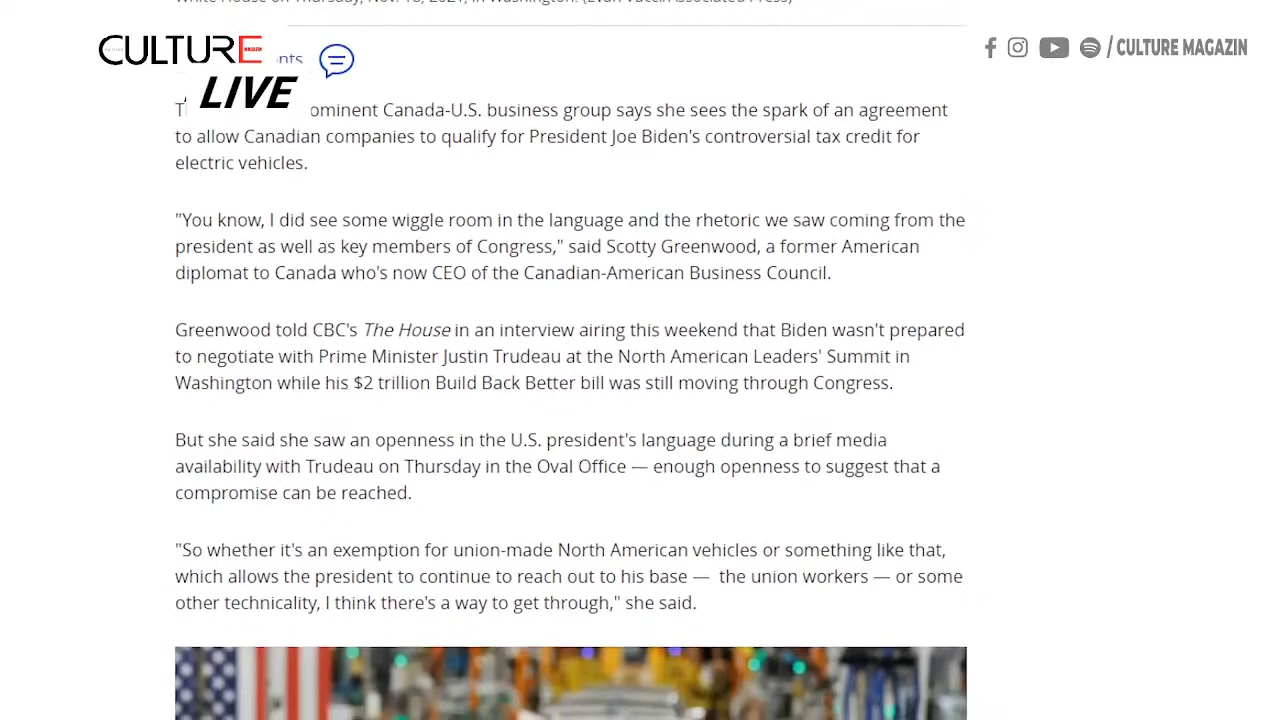 White House on Thursday, Nov. 18, 2021, in Washington. (Evan Vucci/Associated Press)
CULTURE MAGAZIN
LIVE
nts
/ CULTURE MAGAZIN
T ominent Canada-U.S. business group says she sees the spark of an agreement
to allow Canadian companies to qualify for President Joe Biden's controversial tax credit for
electric vehicles.
"You know, I did see some wiggle room in the language and the rhetoric we saw coming from the
president as well as key members of Congress," said Scotty Greenwood, a former American
diplomat to Canada who's now CEO of the Canadian-American Business Council.
Greenwood told CBC's The House in an interview airing this weekend that Biden wasn't prepared
to negotiate with Prime Minister Justin Trudeau at the North American Leaders' Summit in
Washington while his $2 trillion Build Back Better bill was still moving through Congress.
But she said she saw an openness in the U.S. president's language during a brief media
availability with Trudeau on Thursday in the Oval Office — enough openness to suggest that a
compromise can be reached.
"So whether it's an exemption for union-made North American vehicles or something like that,
which allows the president to continue to reach out to his base — the union workers — or some
other technicality, I think there's a way to get through," she said.